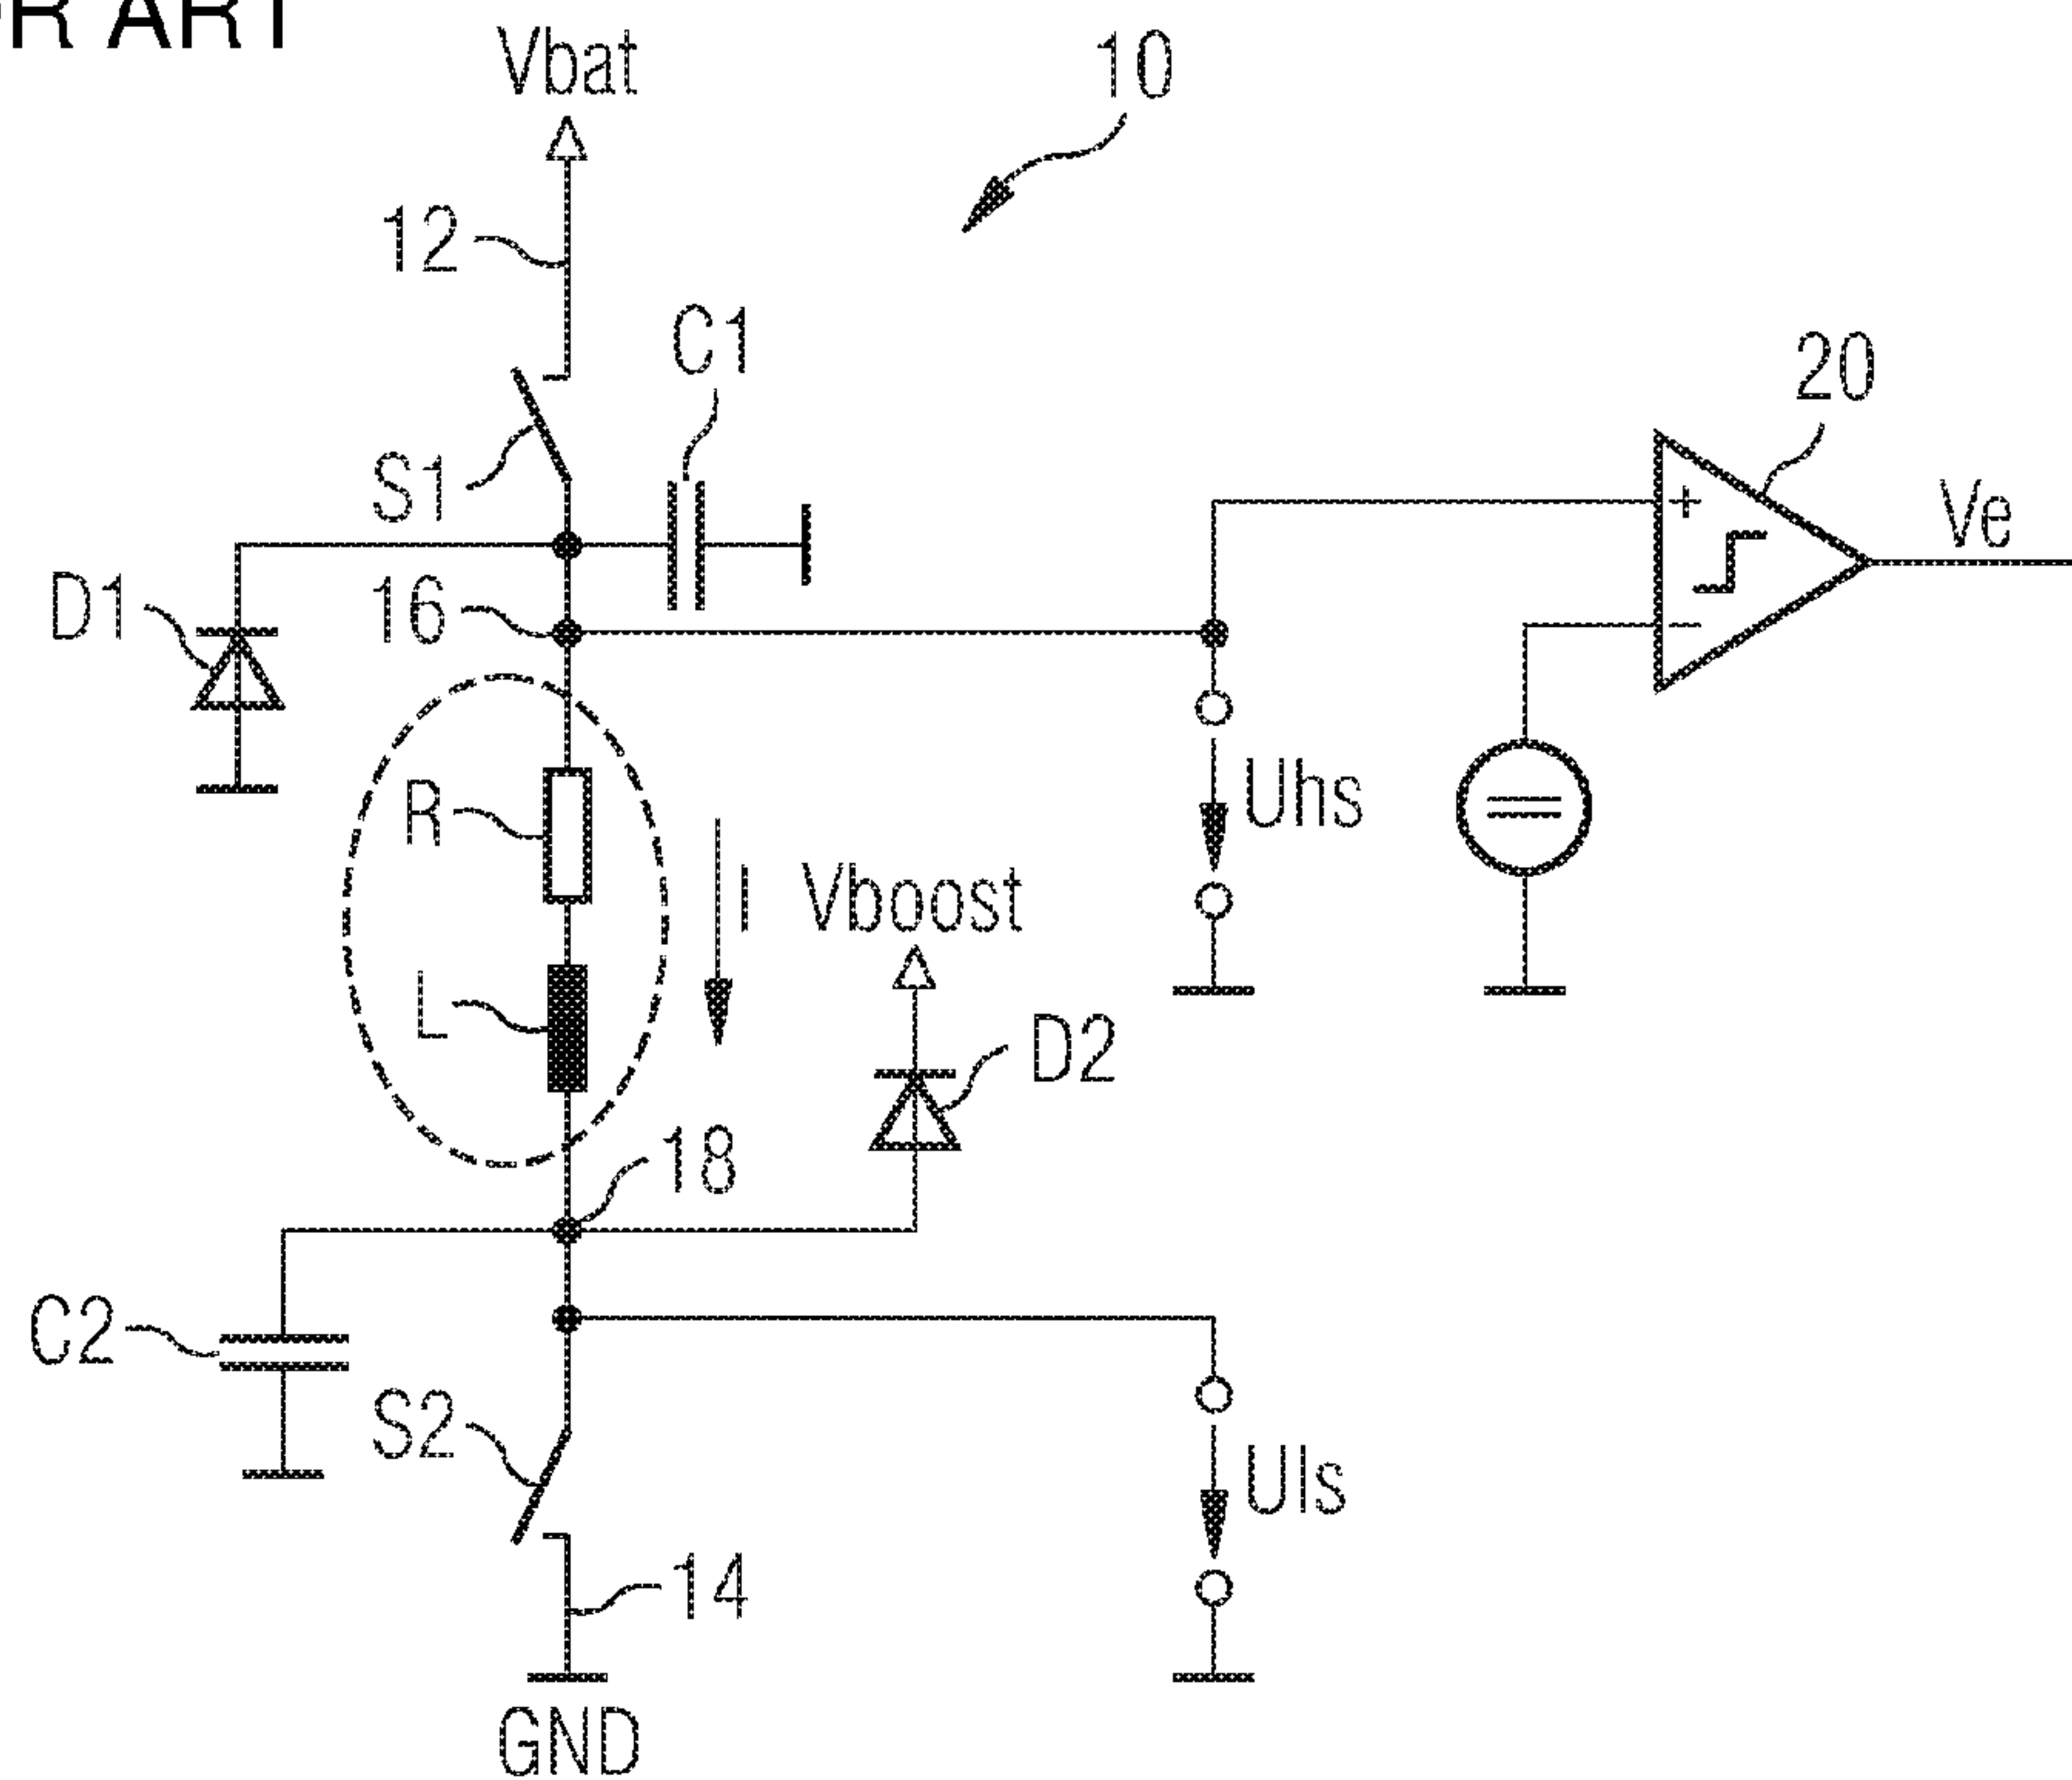 R ART
Vbat
10
12
C1
20
S1
+
Ve
D1
16
−
R
Uhs
I
Vboost
L
D2
18
C2
S2
Uls
14
GND